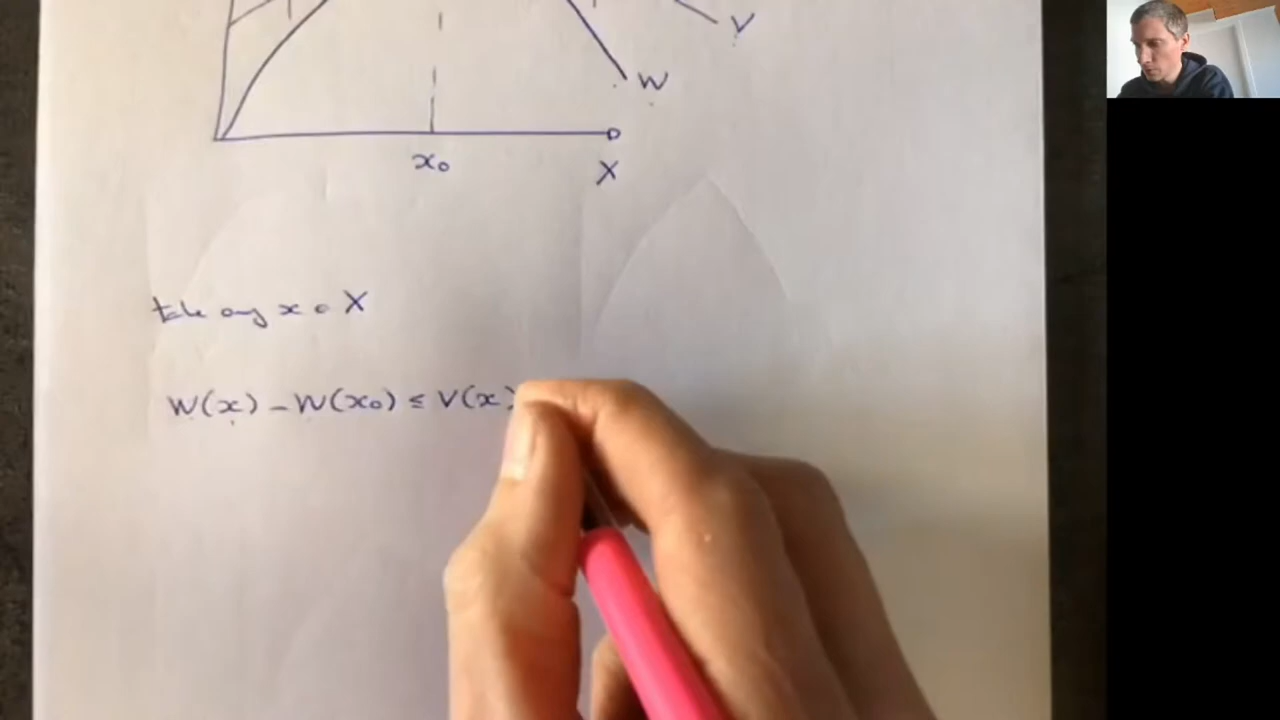 V
W
x₀
X
take any x ∈ X
W(x) - W(x₀) ≤ V(x)